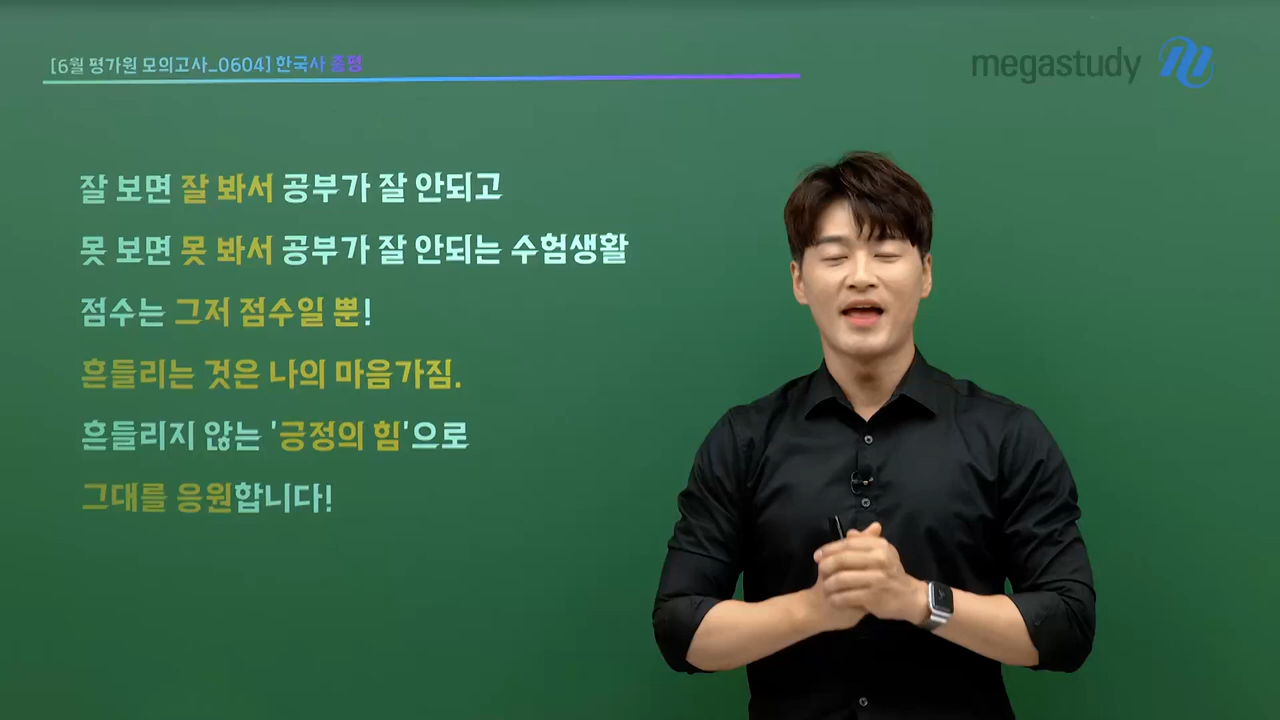 [6월 평가원 모의고사_0604] 한국사 총평
megastudy
잘 보면 잘 봐서 공부가 잘 안되고
못 보면 못 봐서 공부가 잘 안되는 수험생활
점수는 그저 점수일 뿐!
흔들리는 것은 나의 마음가짐.
흔들리지 않는 '긍정의 힘'으로
그대를 응원합니다!